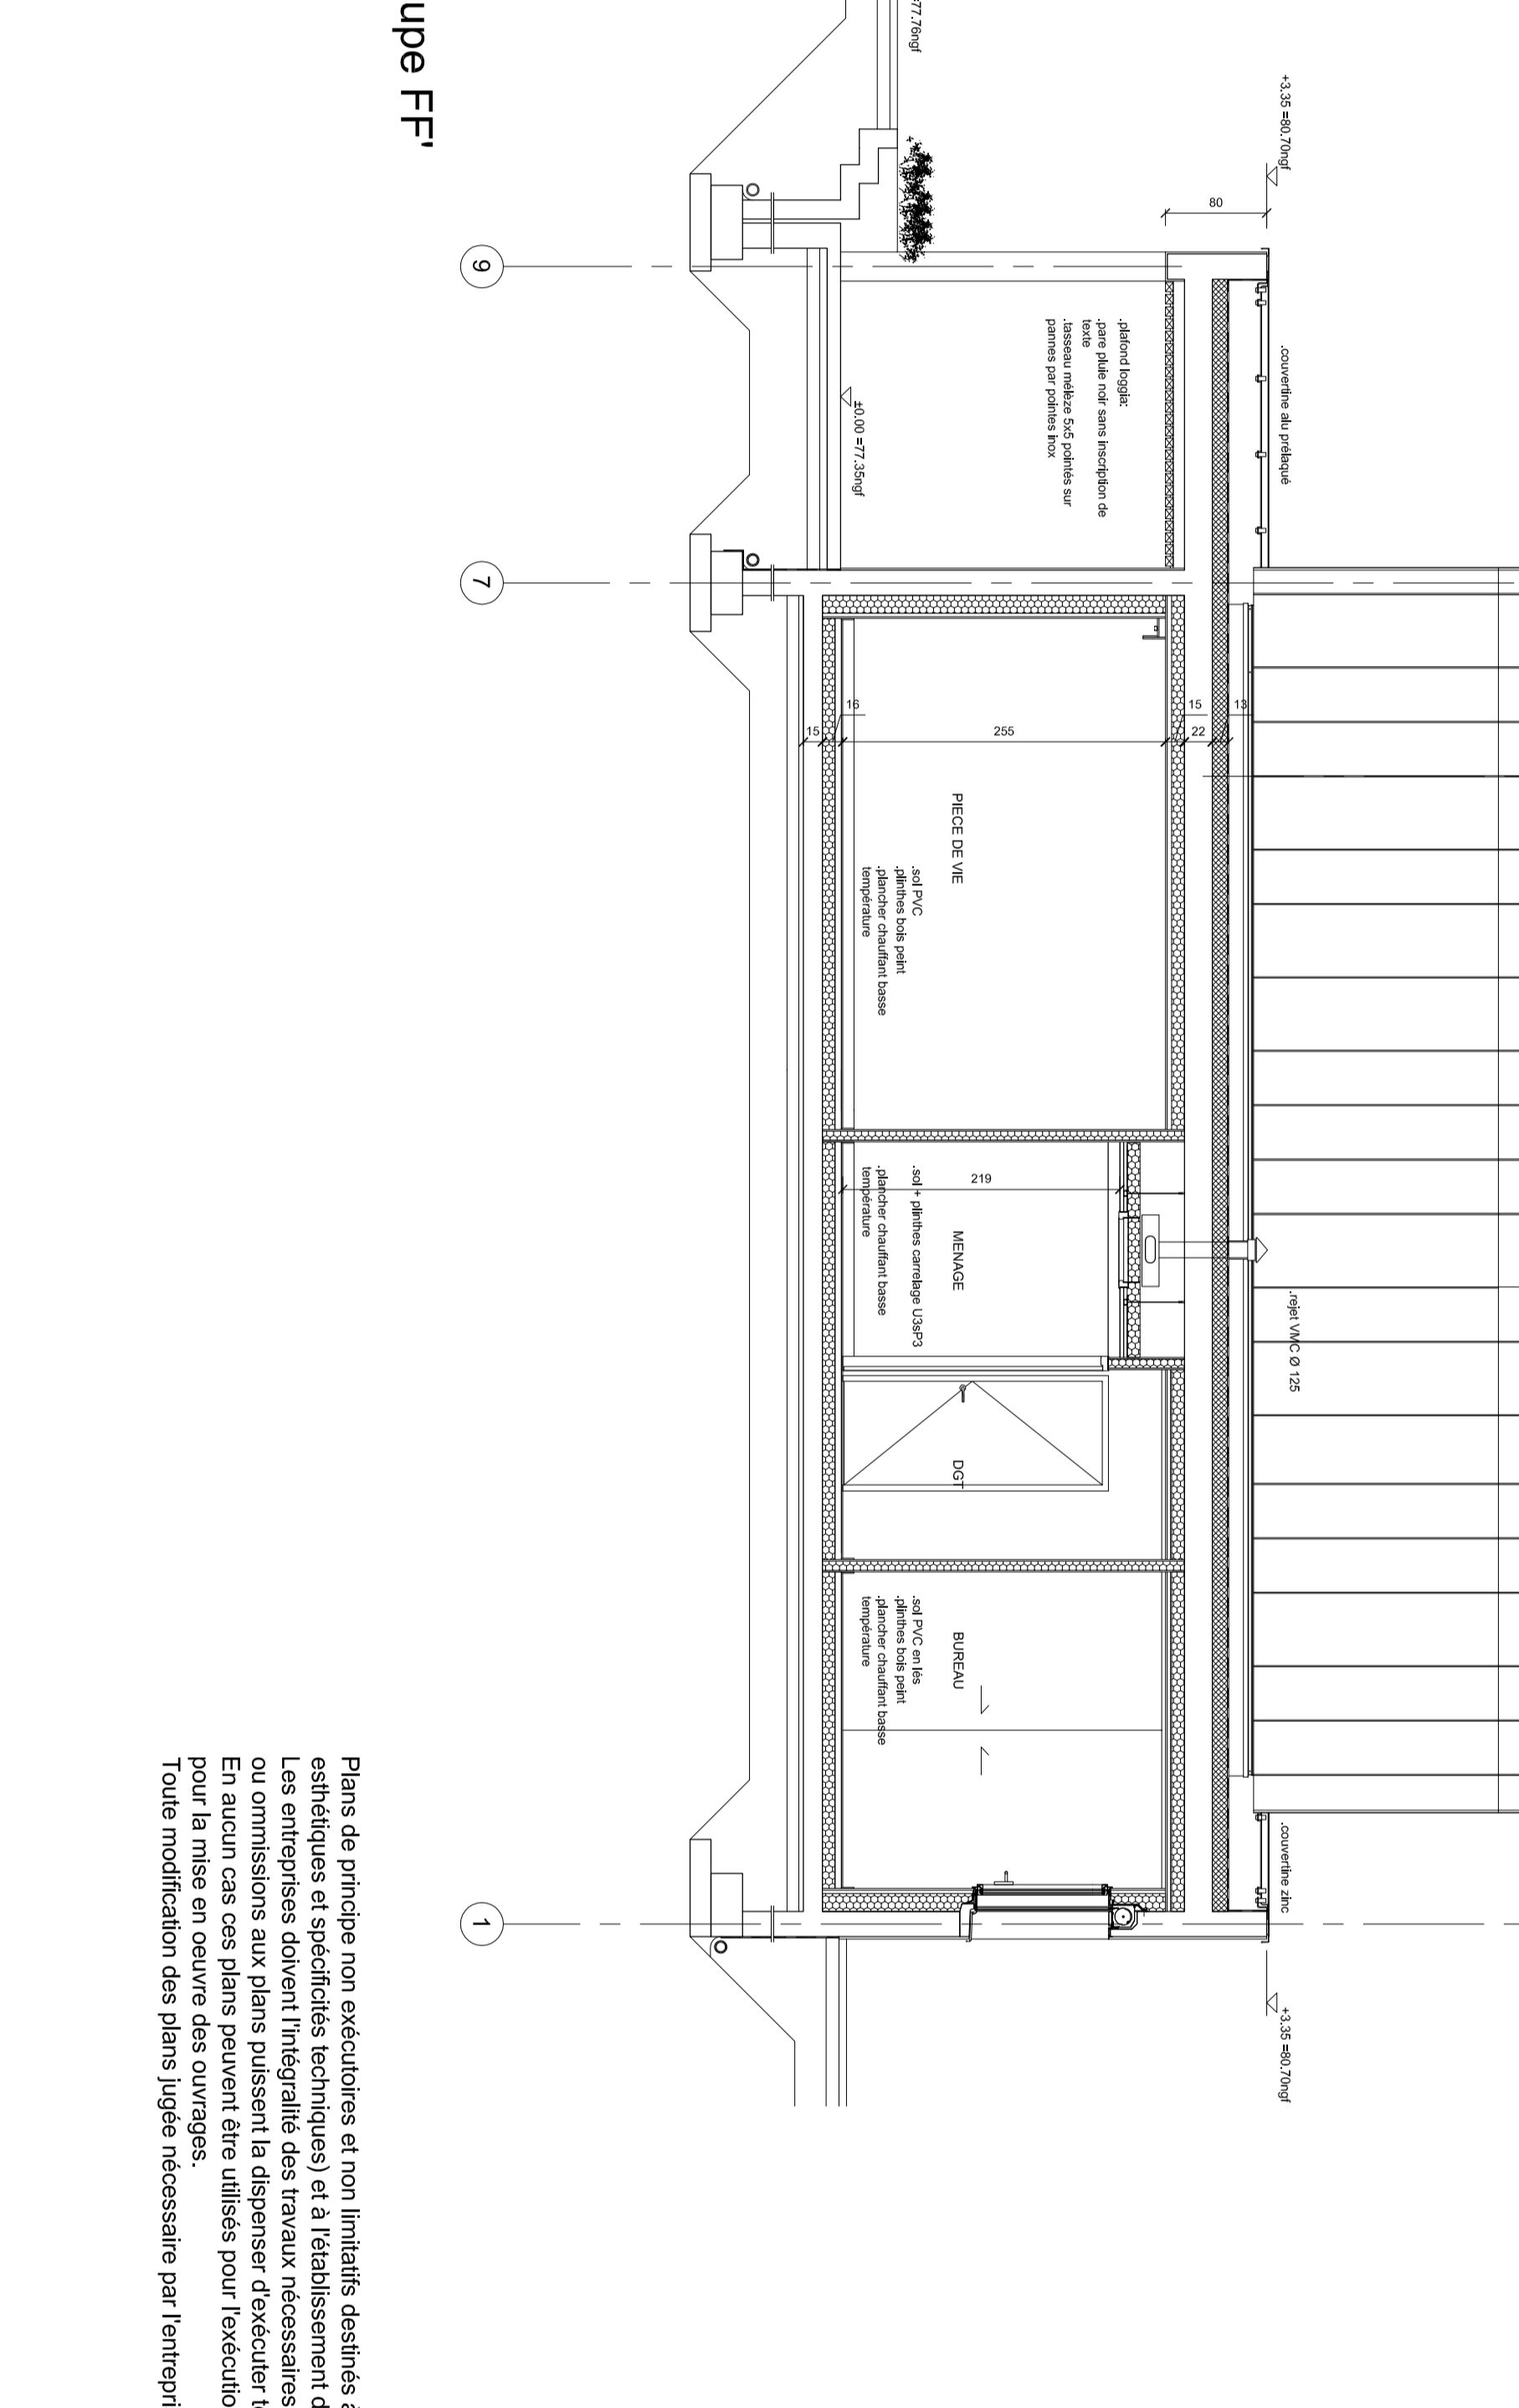 =77.76ngf
+3.35 =80.70ngf
80
.couvertine alu prélaqué
.plafond loggia:
.pare pluie noir sans inscription de
texte
.tasseau mélèze 5x5 pointés sur
pannes par pointes inox
±0.00 =77.35ngf
13
15
22
255
16
15
PIECE DE VIE
.sol PVC
.plinthes bois peint
.plancher chauffant basse
température
219
MENAGE
.sol + plinthes carrelage U3sP3
.plancher chauffant basse
température
.rejet VMC Ø 125
DGT
BUREAU
.sol PVC en lés
.plinthes bois peint
.plancher chauffant basse
température
.couvertine zinc
+3.35 =80.70ngf
9
7
1
upe FF'
Plans de principe non exécutoires et non limitatifs destinés à
esthétiques et spécificités techniques) et à l'établissement d
Les entreprises doivent l'intégralité des travaux nécessaires
ou ommissions aux plans puissent la dispenser d'exécuter t
En aucun cas ces plans peuvent être utilisés pour l'exécutio
pour la mise en oeuvre des ouvrages.
Toute modification des plans jugée nécessaire par l'entrepri